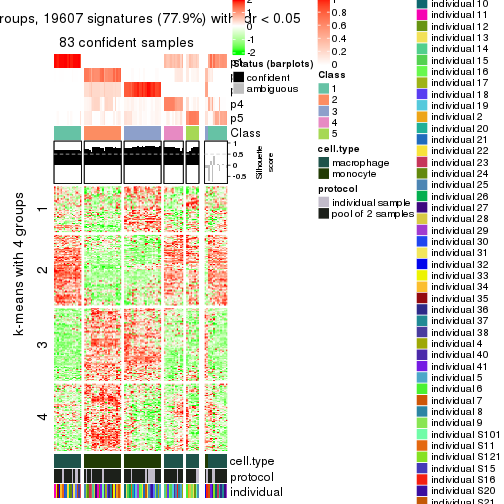 roups, 19607 signatures (77.9%) with fdr < 0.05
83 confident samples
p4
p5
Class
1
0.5
0
-0.5
Silhouette
score
k-means with 4 groups
1
2
3
4
cell.type
protocol
individual
2
1
0
-1
-2
Status (barplots)
confident
ambiguous
0.8
0.6
0.4
0.2
0
Class
1
2
3
4
5
cell.type
macrophage
monocyte
protocol
individual sample
pool of 2 samples
individual 10
individual 11
individual 12
individual 13
individual 14
individual 15
individual 16
individual 17
individual 18
individual 19
individual 2
individual 20
individual 21
individual 22
individual 23
individual 24
individual 25
individual 26
individual 27
individual 28
individual 29
individual 30
individual 31
individual 32
individual 33
individual 34
individual 35
individual 36
individual 37
individual 38
individual 4
individual 40
individual 41
individual 5
individual 6
individual 7
individual 8
individual 9
individual S101
individual S11
individual S121
individual S15
individual S16
individual S20
individual S21